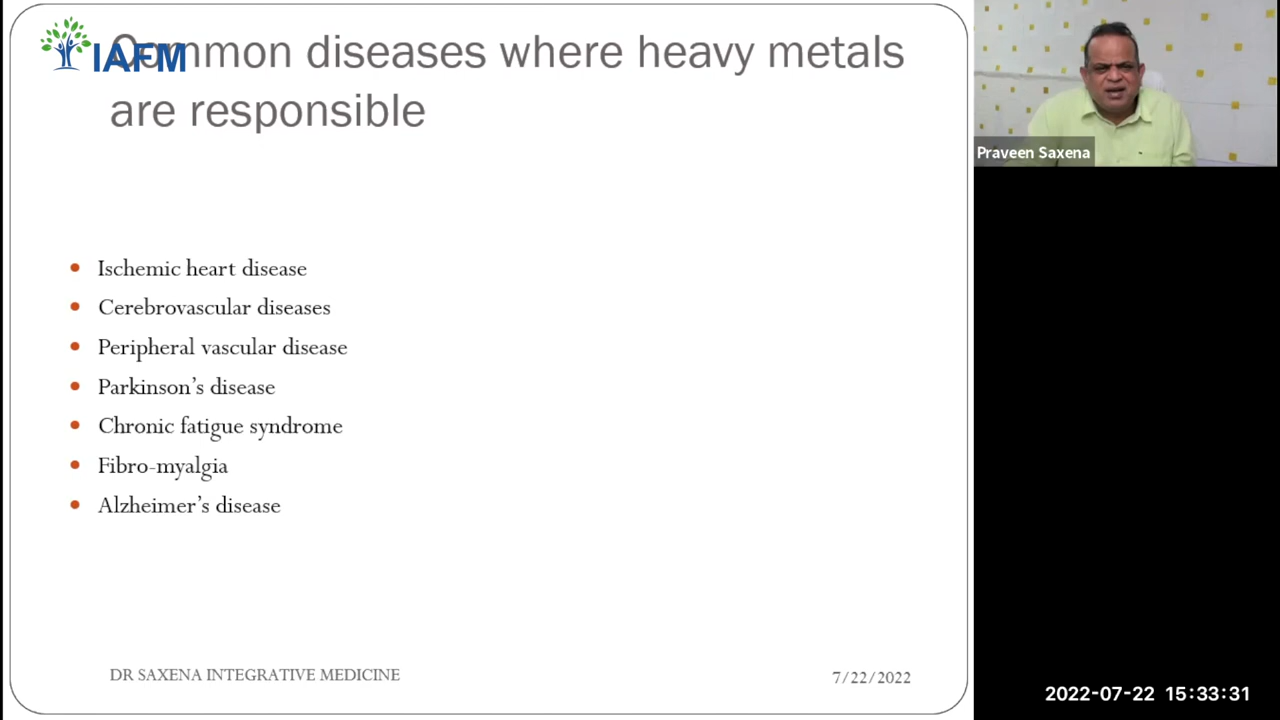 IAFM
Common diseases where heavy metals
are responsible
Ischemic heart disease
Cerebrovascular diseases
Peripheral vascular disease
Parkinson’s disease
Chronic fatigue syndrome
Fibro-myalgia
Alzheimer’s disease
DR SAXENA INTEGRATIVE MEDICINE
7/22/2022
Praveen Saxena
2022-07-22 15:33:31